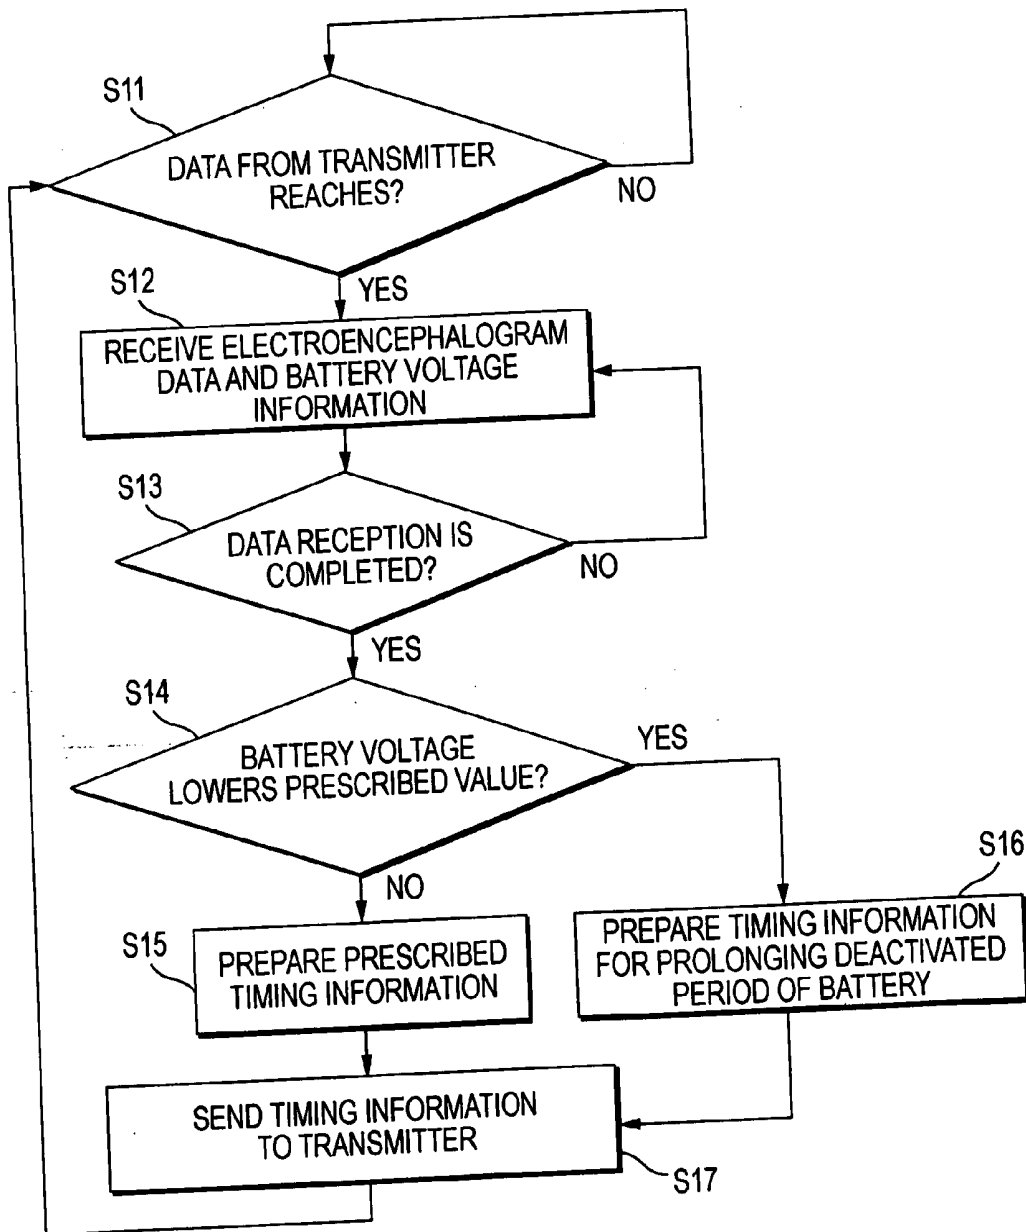 S11
DATA FROM TRANSMITTER
REACHES?
NO
YES
S12
RECEIVE ELECTROENCEPHALOGRAM
DATA AND BATTERY VOLTAGE
INFORMATION
S13
DATA RECEPTION IS
COMPLETED?
NO
YES
S14
BATTERY VOLTAGE
LOWERS PRESCRIBED VALUE?
YES
NO
S15
PREPARE PRESCRIBED
TIMING INFORMATION
S16
PREPARE TIMING INFORMATION
FOR PROLONGING DEACTIVATED
PERIOD OF BATTERY
SEND TIMING INFORMATION
TO TRANSMITTER
S17